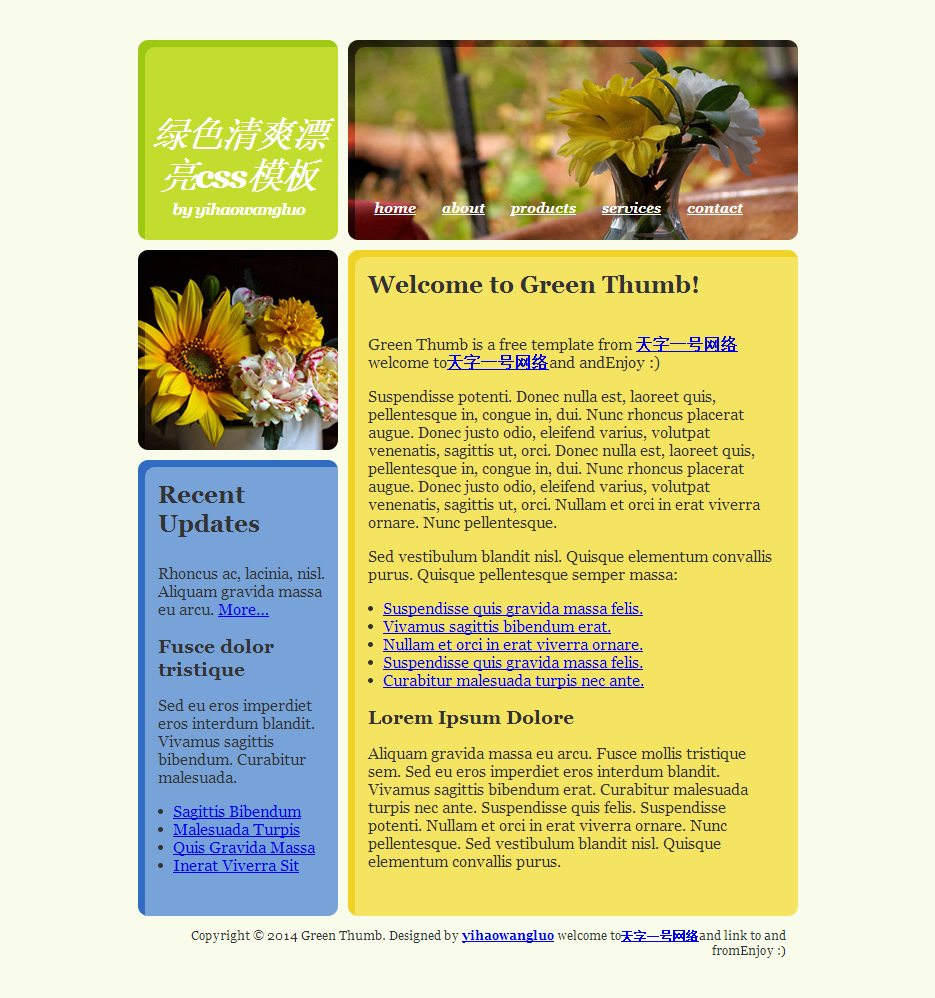 绿色清爽漂
亮css模板
by yihaowangluo
home about products services contact
Welcome to Green Thumb!
Green Thumb is a free template from 天字一号网络
welcome to天字一号网络and andEnjoy :)
Suspendisse potenti. Donec nulla est, laoreet quis,
pellentesque in, congue in, dui. Nunc rhoncus placerat
augue. Donec justo odio, eleifend varius, volutpat
venenatis, sagittis ut, orci. Donec nulla est, laoreet quis,
pellentesque in, congue in, dui. Nunc rhoncus placerat
augue. Donec justo odio, eleifend varius, volutpat
venenatis, sagittis ut, orci. Nullam et orci in erat viverra
ornare. Nunc pellentesque.
Sed vestibulum blandit nisl. Quisque elementum convallis
purus. Quisque pellentesque semper massa:
• Suspendisse quis gravida massa felis.
• Vivamus sagittis bibendum erat.
• Nullam et orci in erat viverra ornare.
• Suspendisse quis gravida massa felis.
• Curabitur malesuada turpis nec ante.
Lorem Ipsum Dolore
Aliquam gravida massa eu arcu. Fusce mollis tristique
sem. Sed eu eros imperdiet eros interdum blandit.
Vivamus sagittis bibendum erat. Curabitur malesuada
turpis nec ante. Suspendisse quis felis. Suspendisse
potenti. Nullam et orci in erat viverra ornare. Nunc
pellentesque. Sed vestibulum blandit nisl. Quisque
elementum convallis purus.
Recent
Updates
Rhoncus ac, lacinia, nisl.
Aliquam gravida massa
eu arcu. More...
Fusce dolor
tristique
Sed eu eros imperdiet
eros interdum blandit.
Vivamus sagittis
bibendum. Curabitur
malesuada.
• Sagittis Bibendum
• Malesuada Turpis
• Quis Gravida Massa
• Inerat Viverra Sit
Copyright © 2014 Green Thumb. Designed by yihaowangluo welcome to天字一号网络and link to and
fromEnjoy :)